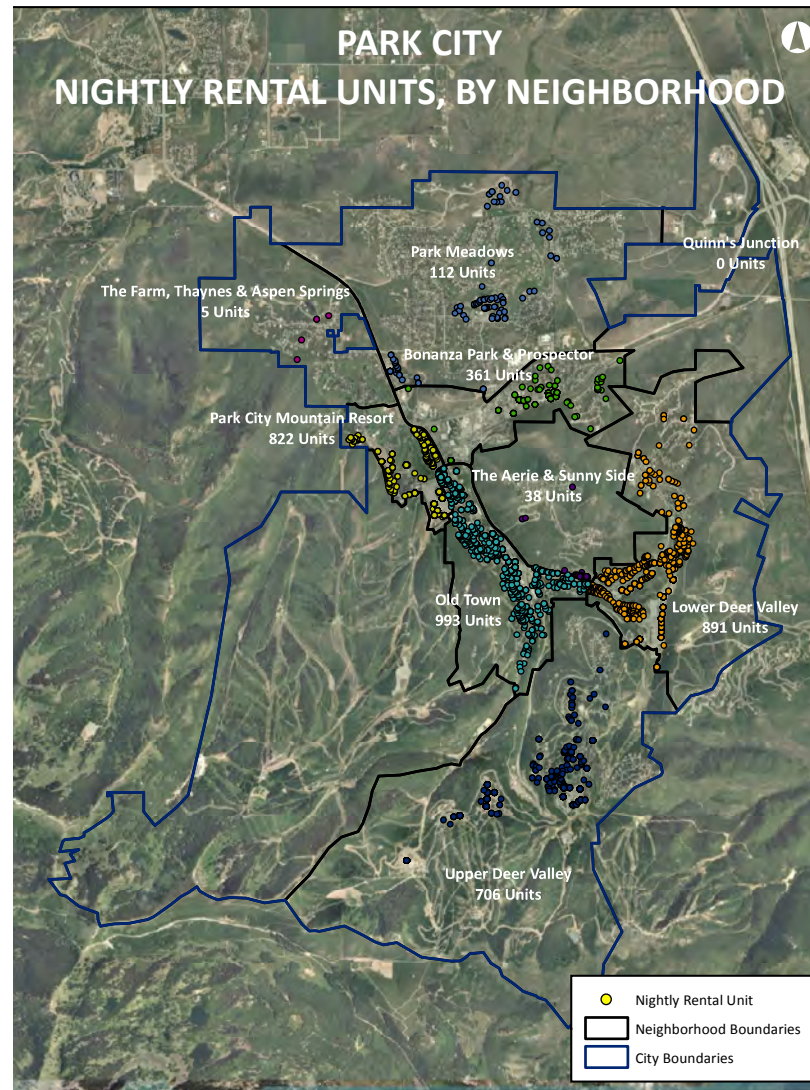 PARK CITY
NIGHTLY RENTAL UNITS, BY NEIGHBORHOOD
Park Meadows
112 Units
Quinn's Junction
0 Units
The Farm, Thaynes & Aspen Springs
5 Units
Bonanza Park & Prospector
361 Units
Park City Mountain Resort
822 Units
The Aerie & Sunny Side
38 Units
Old Town
993 Units
Lower Deer Valley
891 Units
Upper Deer Valley
706 Units
Nightly Rental Unit
Neighborhood Boundaries
City Boundaries